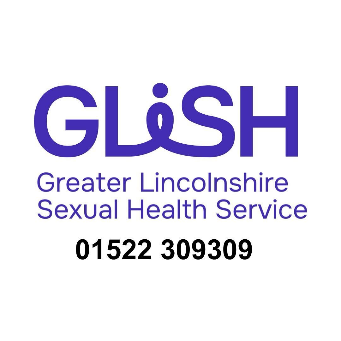 GLiSH
Greater Lincolnshire
Sexual Health Service
01522 309309